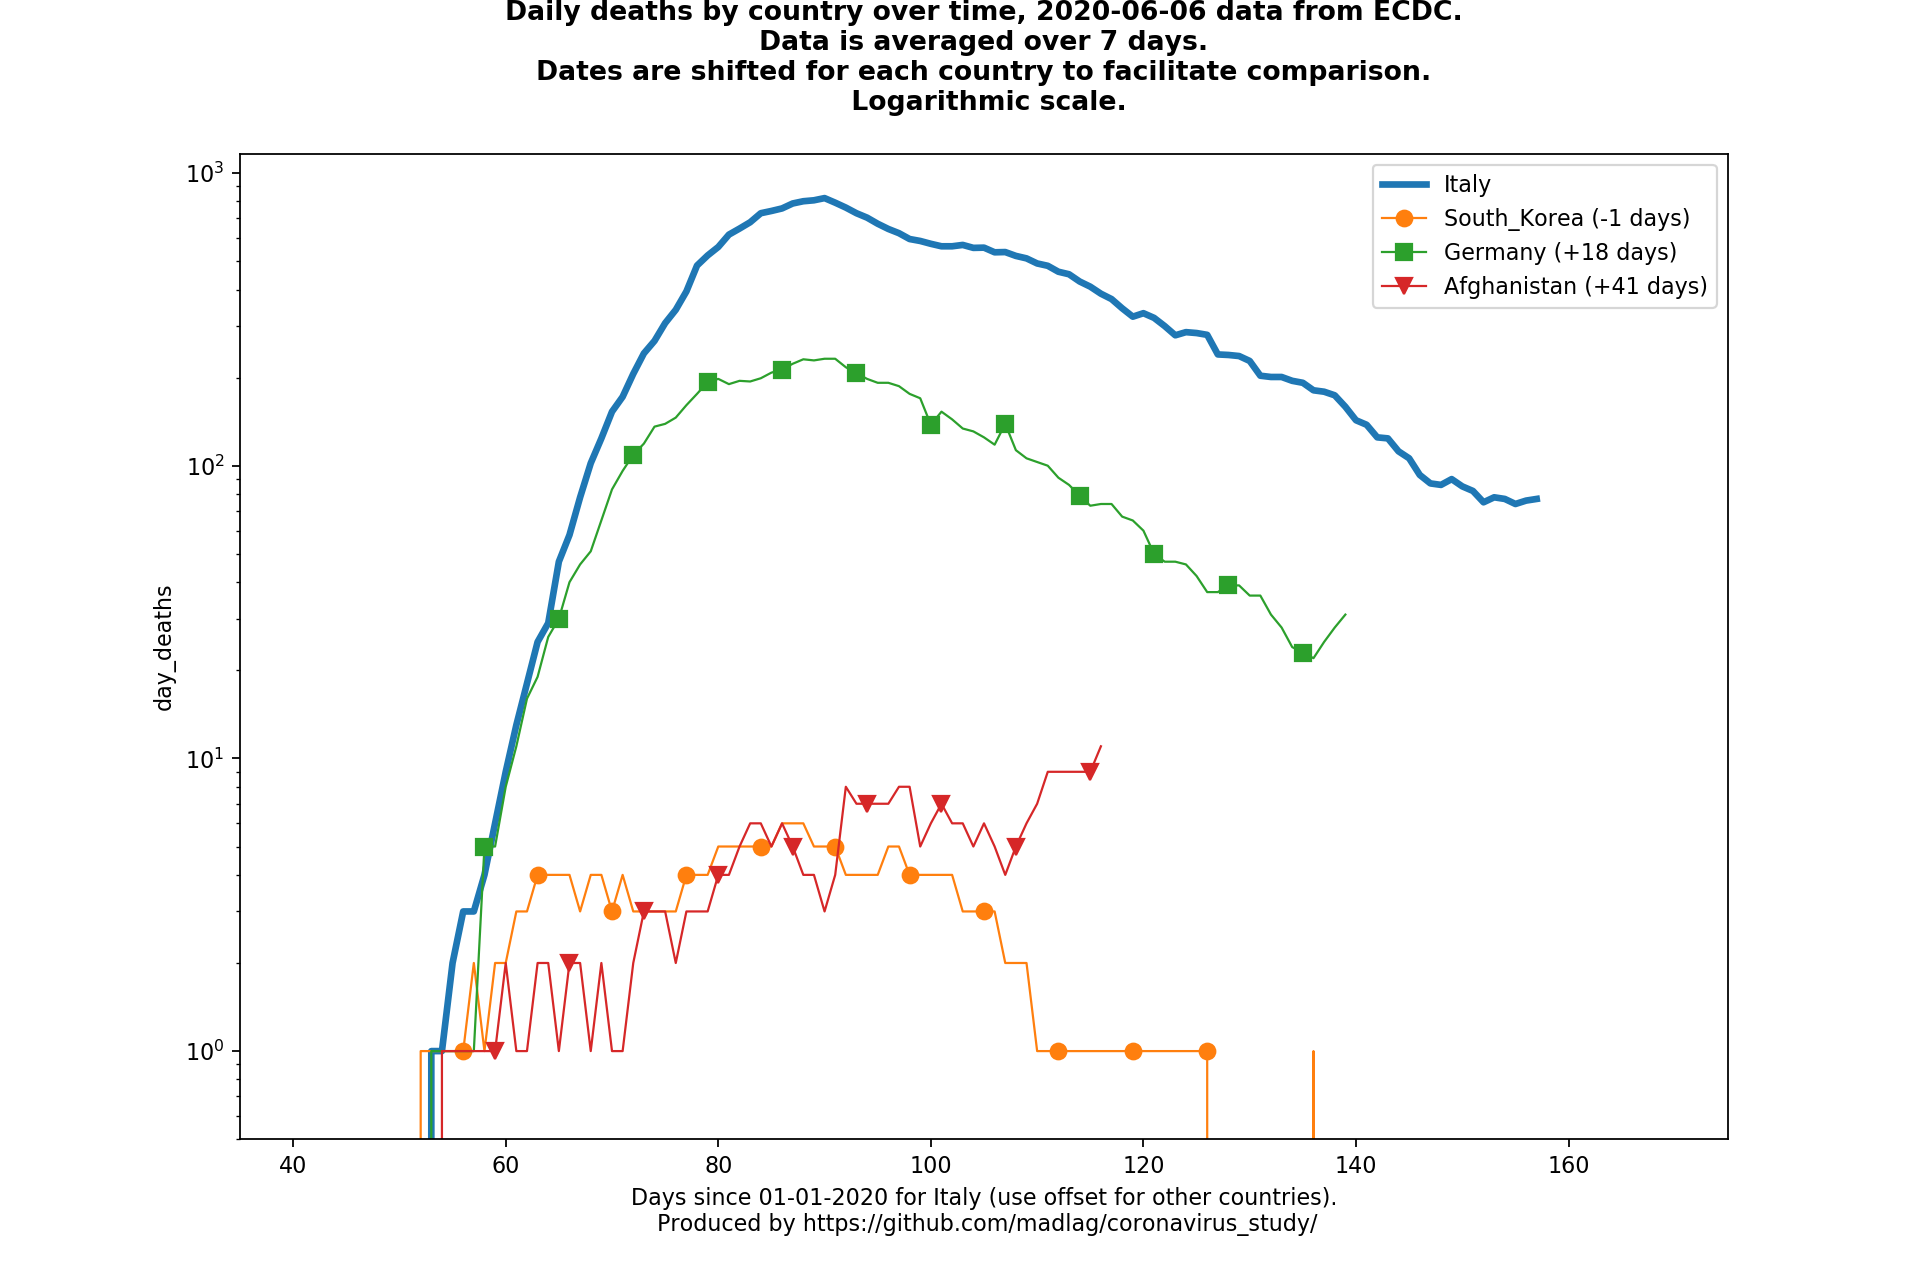 Daily deaths by country over time, 2020-06-06 data from ECDC.
Data is averaged over 7 days.
Dates are shifted for each country to facilitate comparison.
Logarithmic scale.
10³
10²
10¹
10⁰
day_deaths
Italy
South_Korea (-1 days)
Germany (+18 days)
Afghanistan (+41 days)
40 60 80 100 120 140 160
Days since 01-01-2020 for Italy (use offset for other countries).
Produced by https://github.com/madlag/coronavirus_study/